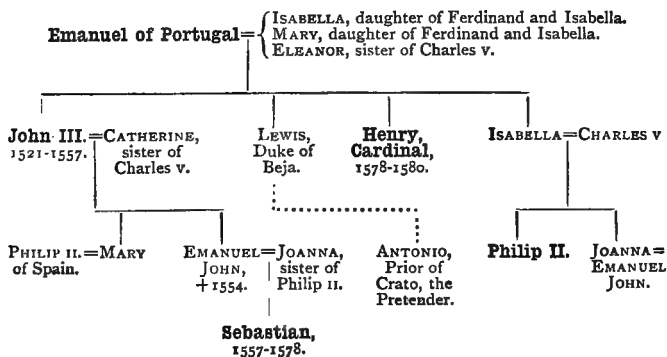 Emanuel of Portugal=
ISABELLA, daughter of Ferdinand and Isabella.
MARY, daughter of Ferdinand and Isabella.
ELEANOR, sister of Charles V.
John III.=CATHERINE,
1521-1557. sister of
Charles V.
LEWIS,
Duke of
Beja.
Henry,
Cardinal,
1578-1580.
ISABELLA=CHARLES V
PHILIP II.=MARY
of Spain.
EMANUEL=JOANNA,
JOHN, sister of
+1554. Philip II.
ANTONIO,
Prior of
Crato, the
Pretender.
Philip II.
JOANNA=
EMANUEL
JOHN.
Sebastian,
1557-1578.